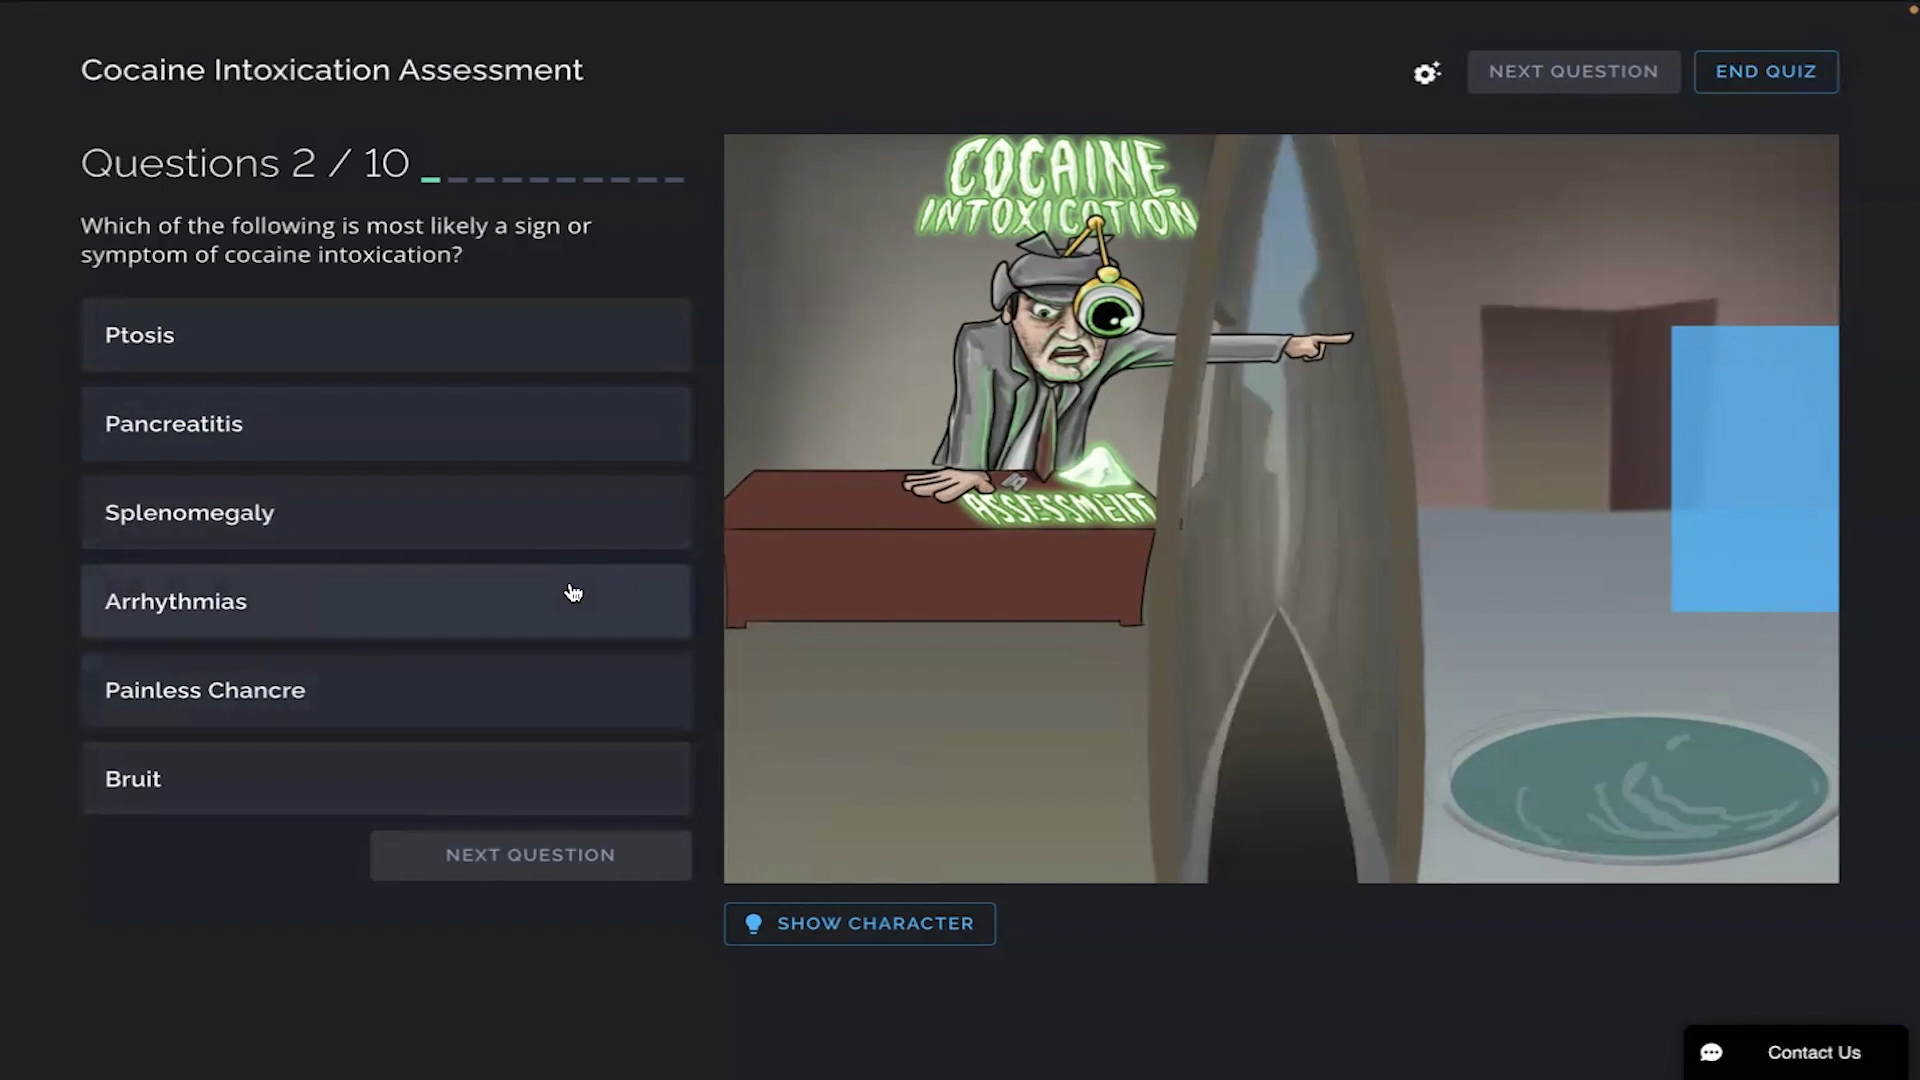 Cocaine Intoxication Assessment
NEXT QUESTION
END QUIZ
Questions 2 / 10
Which of the following is most likely a sign or
symptom of cocaine intoxication?
Ptosis
Pancreatitis
Splenomegaly
Arrhythmias
Painless Chancre
Bruit
NEXT QUESTION
COCAINE
INTOXICATION
ASSESSMENT
SHOW CHARACTER
Contact Us